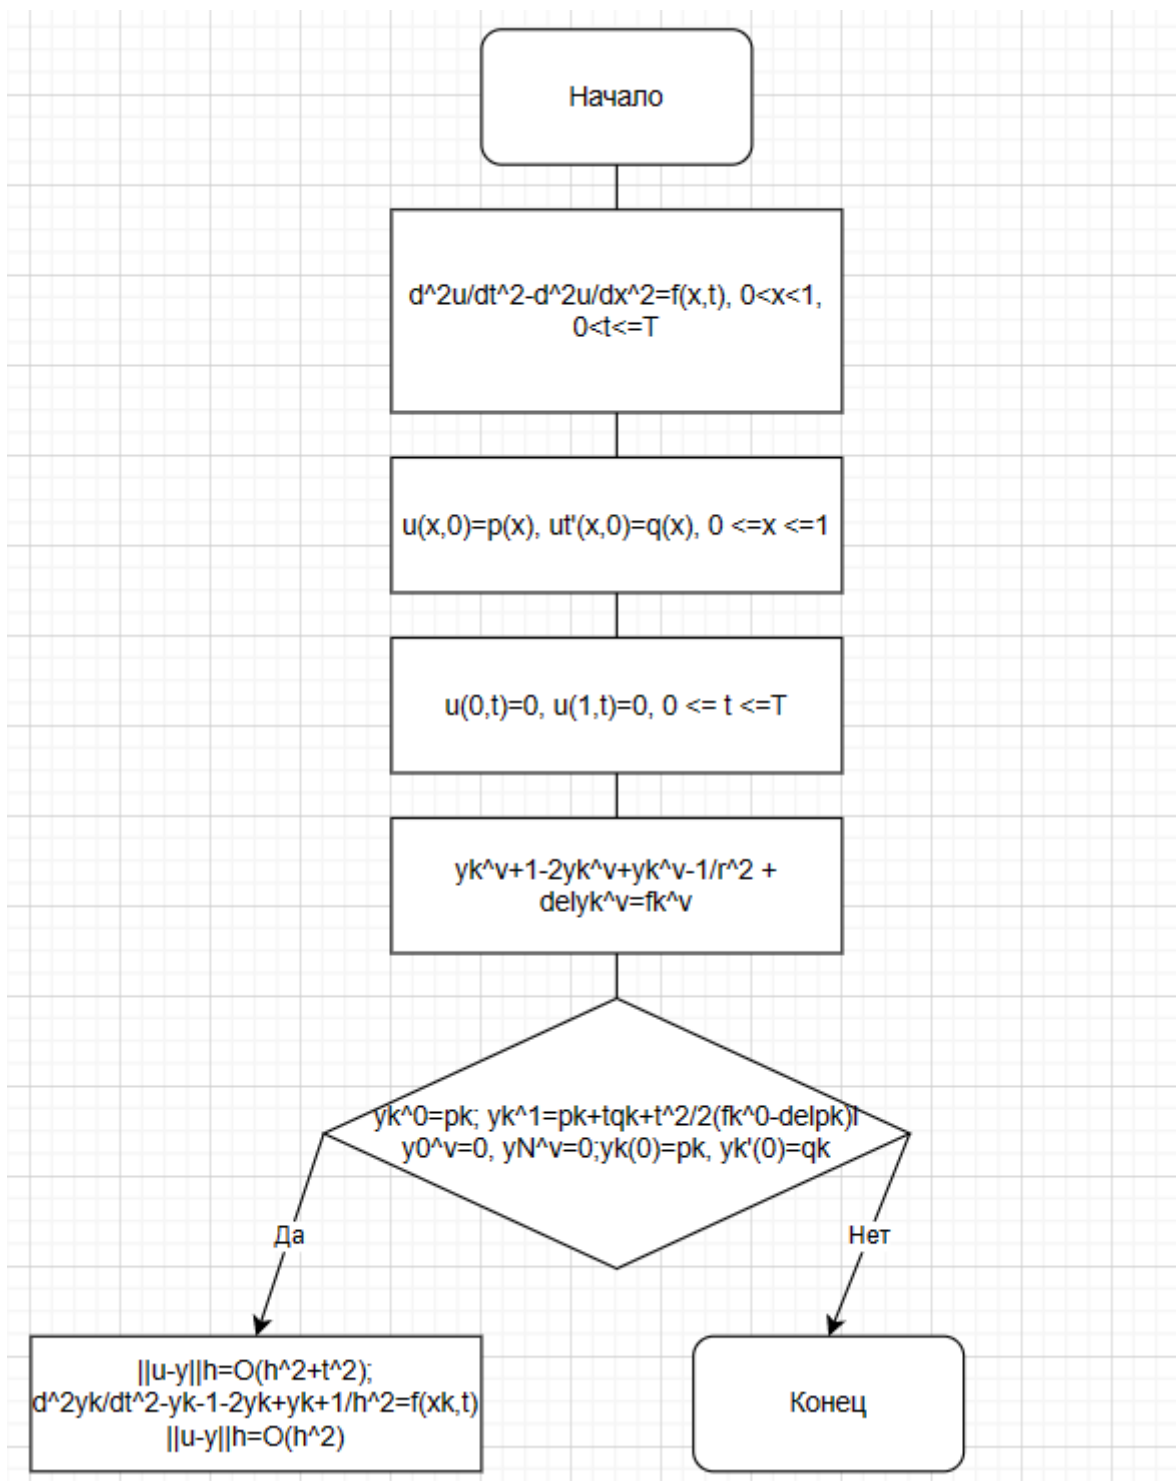 Начало
d^2u/dt^2-d^2u/dx^2=f(x,t), 0<x<1,
0<t<=T
u(x,0)=p(x), ut'(x,0)=q(x), 0 <=x <=1
u(0,t)=0, u(1,t)=0, 0 <= t <=T
yk^v+1-2yk^v+yk^v-1/r^2 +
delyk^v=fk^v
yk^0=pk; yk^1=pk+tqk+t^2/2(fk^0-delpk)l
y0^v=0, yN^v=0;yk(0)=pk, yk'(0)=qk
Да
Нет
||u-y||h=O(h^2+t^2);
d^2yk/dt^2-yk-1-2yk+yk+1/h^2=f(xk,t)
||u-y||h=O(h^2)
Конец